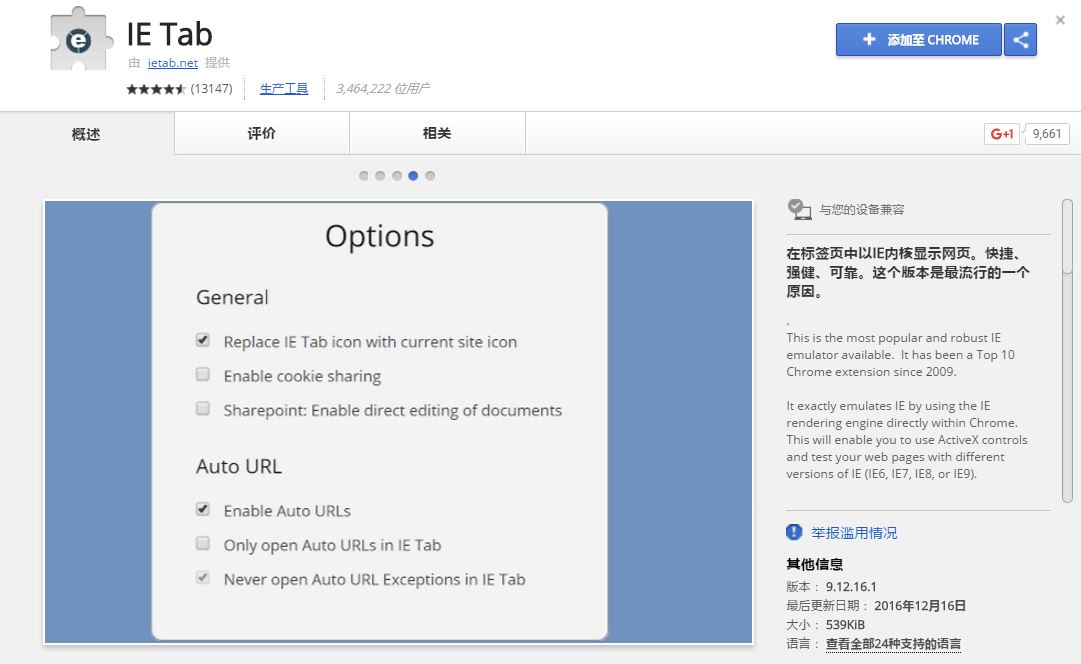 IE Tab
由 ietab.net 提供
(13147) 生产工具 3,464,222 位用户
添加至 CHROME
概述 评价 相关
G+1 9,661
Options
General
Replace IE Tab icon with current site icon
Enable cookie sharing
Sharepoint: Enable direct editing of documents
Auto URL
Enable Auto URLs
Only open Auto URLs in IE Tab
Never open Auto URL Exceptions in IE Tab
与您的设备兼容
在标签页中以IE内核显示网页。快捷、
强健、可靠。这个版本是最流行的一个
原因。
.
This is the most popular and robust IE
emulator available. It has been a Top 10
Chrome extension since 2009.
It exactly emulates IE by using the IE
rendering engine directly within Chrome.
This will enable you to use ActiveX controls
and test your web pages with different
versions of IE (IE6, IE7, IE8, or IE9).
举报滥用情况
其他信息
版本： 9.12.16.1
最后更新日期： 2016年12月16日
大小： 539KiB
语言： 查看全部24种支持的语言